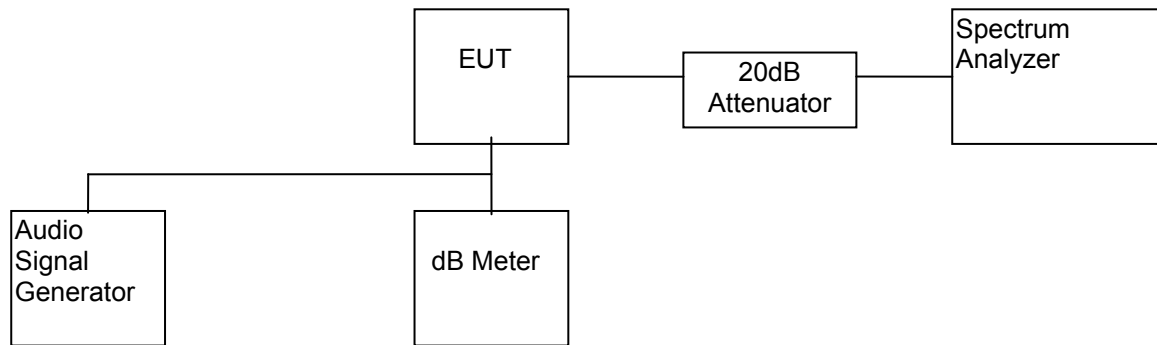 EUT
20dB
Attenuator
Spectrum
Analyzer
Audio
Signal
Generator
dB Meter